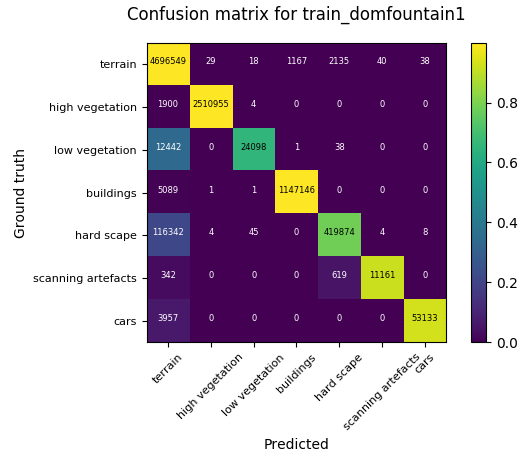 Confusion matrix for train_domfountain1
Ground truth
terrain 4696549 29 18 1167 2135 40 38
high vegetation 1900 2510955 4 0 0 0 0
low vegetation 12442 0 24098 1 38 0 0
buildings 5089 1 1 1147146 0 0 0
hard scape 116342 4 45 0 419874 4 8
scanning artefacts 342 0 0 0 619 11161 0
cars 3957 0 0 0 0 0 53133
terrain high vegetation low vegetation buildings hard scape scanning artefacts cars
Predicted
0.8
0.6
0.4
0.2
0.0